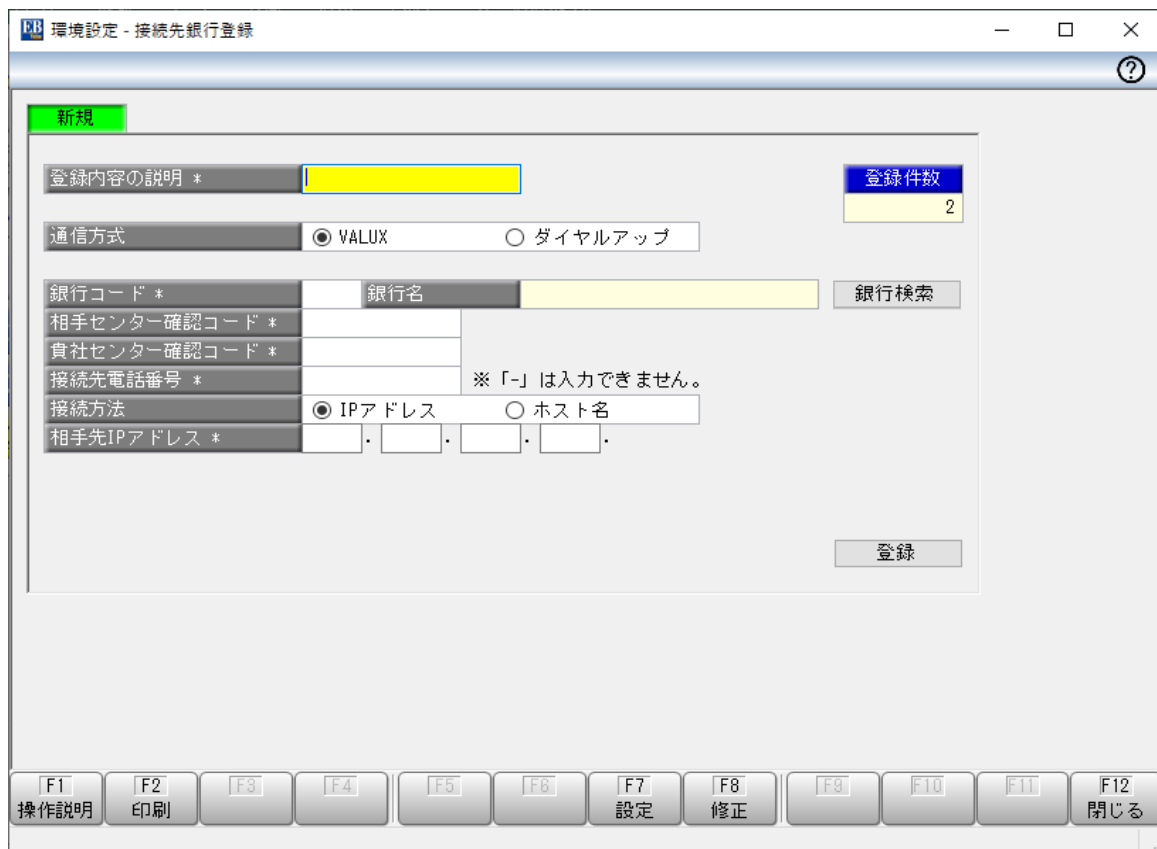 EB 環境設定 - 接続先銀行登録
新規
登録内容の説明 *
登録件数
2
通信方式 VALUX ダイヤルアップ
銀行コード * 銀行名 銀行検索
相手センター確認コード *
貴社センター確認コード *
接続先電話番号 * ※「-」は入力できません。
接続方法 IPアドレス ホスト名
相手先IPアドレス * . . . .
登録
F1 F2 F3 F4 F5 F6 F7 F8 F9 F10 F11 F12
操作説明 印刷 設定 修正 閉じる